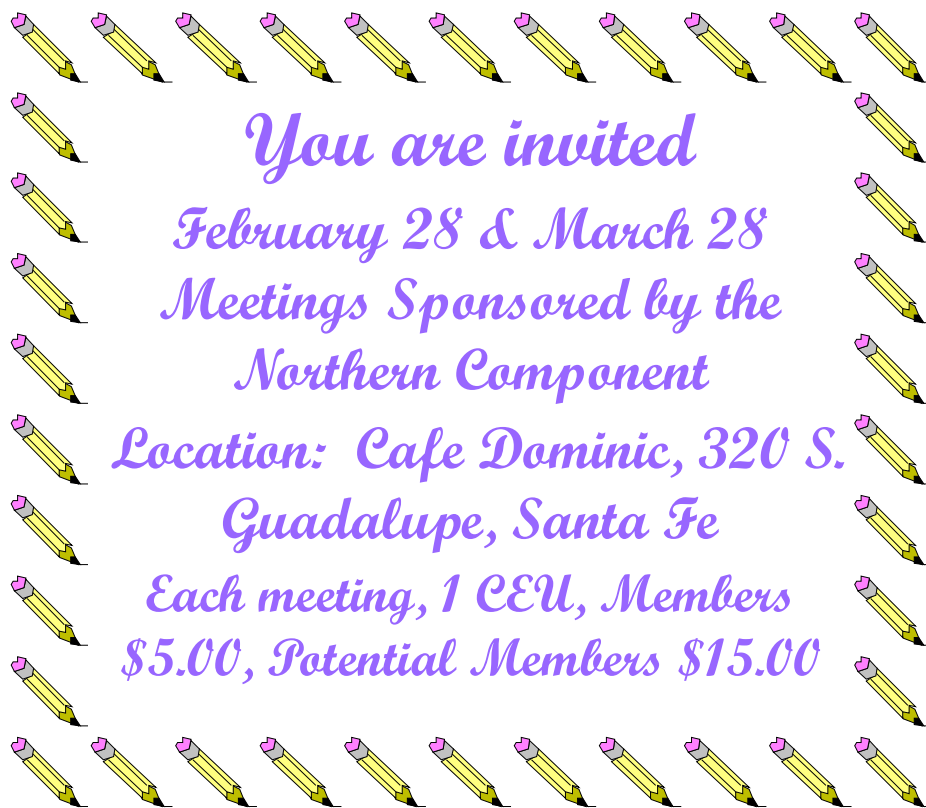 You are invited
February 28 & March 28
Meetings Sponsored by the
Northern Component
Location:  Cafe Dominic, 320 S.
Guadalupe, Santa Fe
Each meeting, 1 CEU, Members
$5.00, Potential Members $15.00